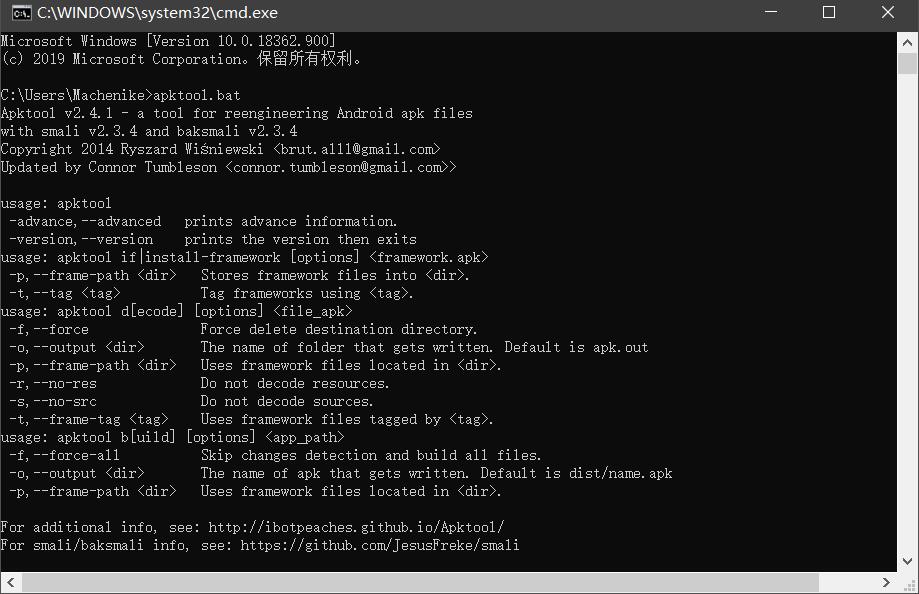 C:\WINDOWS\system32\cmd.exe
Microsoft Windows [Version 10.0.18362.900]
(c) 2019 Microsoft Corporation。保留所有权利。
C:\Users\Machenike>apktool.bat
Apktool v2.4.1 - a tool for reengineering Android apk files
with smali v2.3.4 and baksmali v2.3.4
Copyright 2014 Ryszard Wiśniewski <brut.alll@gmail.com>
Updated by Connor Tumbleson <connor.tumbleson@gmail.com>>
usage: apktool
 -advance,--advanced   prints advance information.
 -version,--version    prints the version then exits
usage: apktool if|install-framework [options] <framework.apk>
 -p,--frame-path <dir>   Stores framework files into <dir>.
 -t,--tag <tag>          Tag frameworks using <tag>.
usage: apktool d[ecode] [options] <file_apk>
 -f,--force              Force delete destination directory.
 -o,--output <dir>       The name of folder that gets written. Default is apk.out
 -p,--frame-path <dir>   Uses framework files located in <dir>.
 -r,--no-res             Do not decode resources.
 -s,--no-src             Do not decode sources.
 -t,--frame-tag <tag>    Uses framework files tagged by <tag>.
usage: apktool b[uild] [options] <app_path>
 -f,--force-all          Skip changes detection and build all files.
 -o,--output <dir>       The name of apk that gets written. Default is dist/name.apk
 -p,--frame-path <dir>   Uses framework files located in <dir>.
For additional info, see: http://ibotpeaches.github.io/Apktool/
For smali/baksmali info, see: https://github.com/JesusFreke/smali